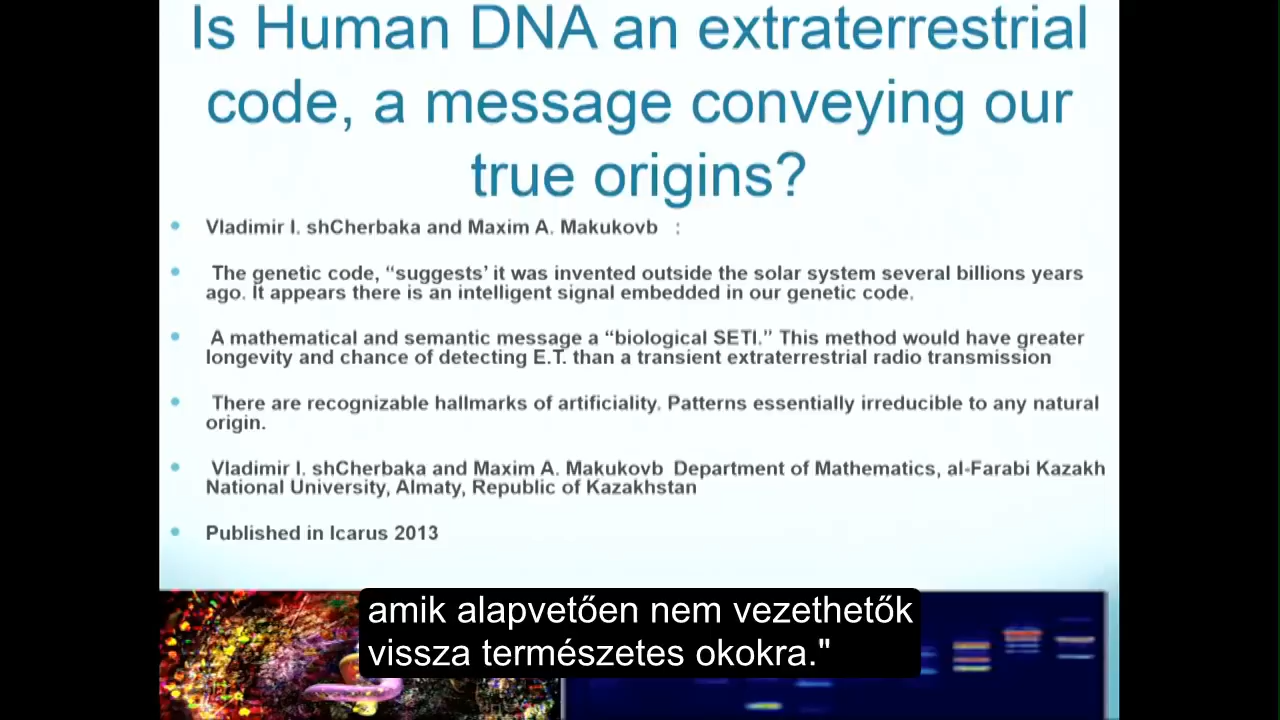 Is Human DNA an extraterrestrial
code, a message conveying our
true origins?
• Vladimir I. shCherbaka and Maxim A. Makukovb :
• The genetic code, “suggests’ it was invented outside the solar system several billions years
ago. It appears there is an intelligent signal embedded in our genetic code.
• A mathematical and semantic message a “biological SETI.” This method would have greater
longevity and chance of detecting E.T. than a transient extraterrestrial radio transmission
• There are recognizable hallmarks of artificiality. Patterns essentially irreducible to any natural
origin.
• Vladimir I. shCherbaka and Maxim A. Makukovb Department of Mathematics, al-Farabi Kazakh
National University, Almaty, Republic of Kazakhstan
• Published in Icarus 2013
amik alapvetően nem vezethetők
vissza természetes okokra."